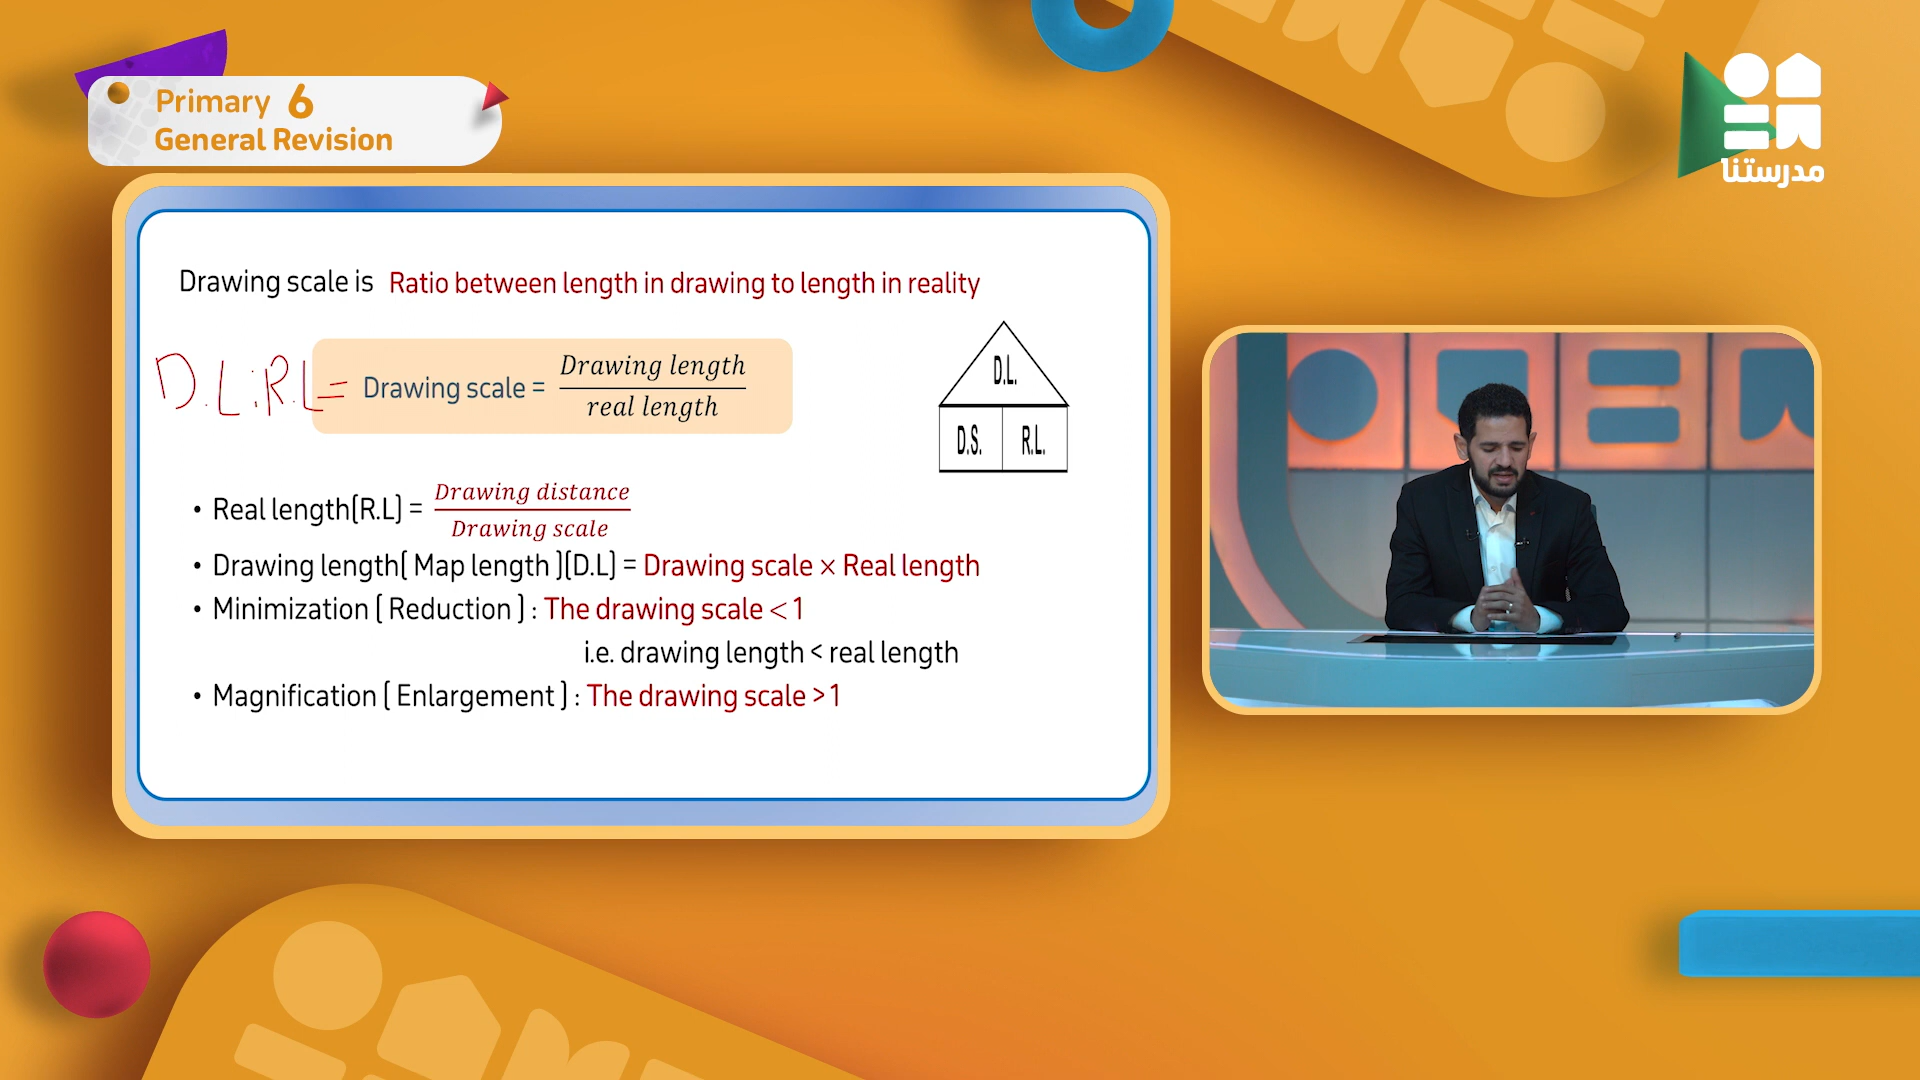 Primary 6
General Revision
مدرستنا
Drawing scale is Ratio between length in drawing to length in reality
D.L:R.L= Drawing scale = Drawing length
real length
D.L.
D.S. R.L.
• Real length(R.L) = Drawing distance
Drawing scale
• Drawing length( Map length )(D.L) = Drawing scale × Real length
• Minimization ( Reduction ) : The drawing scale < 1
i.e. drawing length < real length
• Magnification ( Enlargement ) : The drawing scale > 1